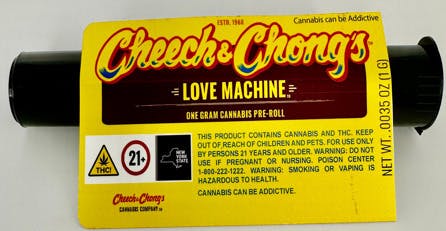 ESTD. 1968
Cannabis can be Addictive
Cheech & Chong's
LOVE MACHINE
ONE GRAM CANNABIS PRE-ROLL
THC!
21+
NEW
YORK
STATE
THIS PRODUCT CONTAINS CANNABIS AND THC. KEEP
OUT OF REACH OF CHILDREN AND PETS. FOR USE ONLY
BY PERSONS 21 YEARS AND OLDER. WARNING: DO NOT
USE IF PREGNANT OR NURSING. POISON CENTER
1-800-222-1222. WARNING: SMOKING OR VAPING IS
HAZARDOUS TO HEALTH.
CANNABIS CAN BE ADDICTIVE.
Cheech & Chong's
CANNABIS COMPANY
NET WT. .0035 OZ (1 G)